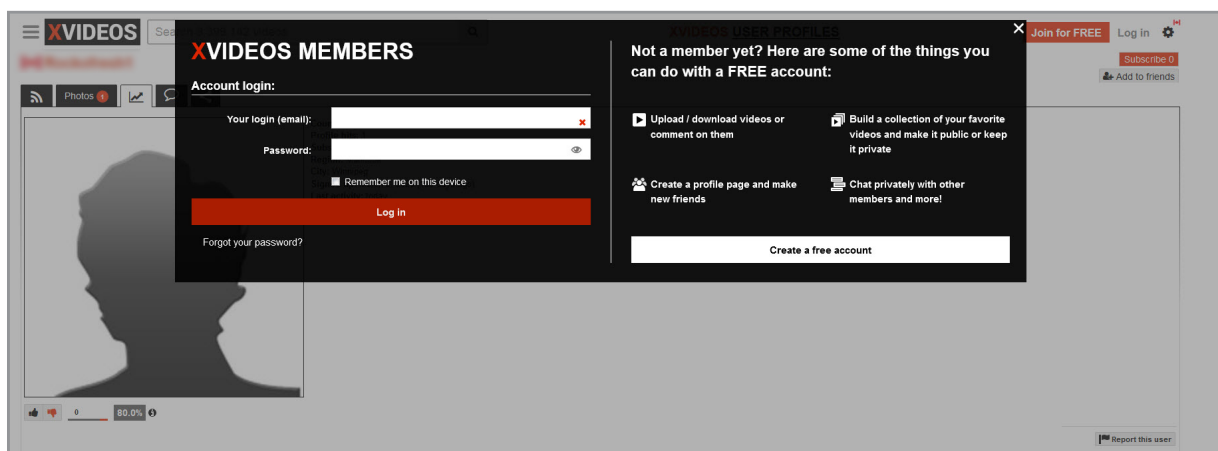 XVIDEOS
XVIDEOS USER PROFILES
Join for FREE
Log in
Subscribe 0
Add to friends
Photos 1
XVIDEOS MEMBERS
Account login:
Your login (email):
Password:
Remember me on this device
Log in
Forgot your password?
Not a member yet? Here are some of the things you
can do with a FREE account:
Upload / download videos or
comment on them
Build a collection of your favorite
videos and make it public or keep
it private
Create a profile page and make
new friends
Chat privately with other
members and more!
Create a free account
0
80.0%
Report this user